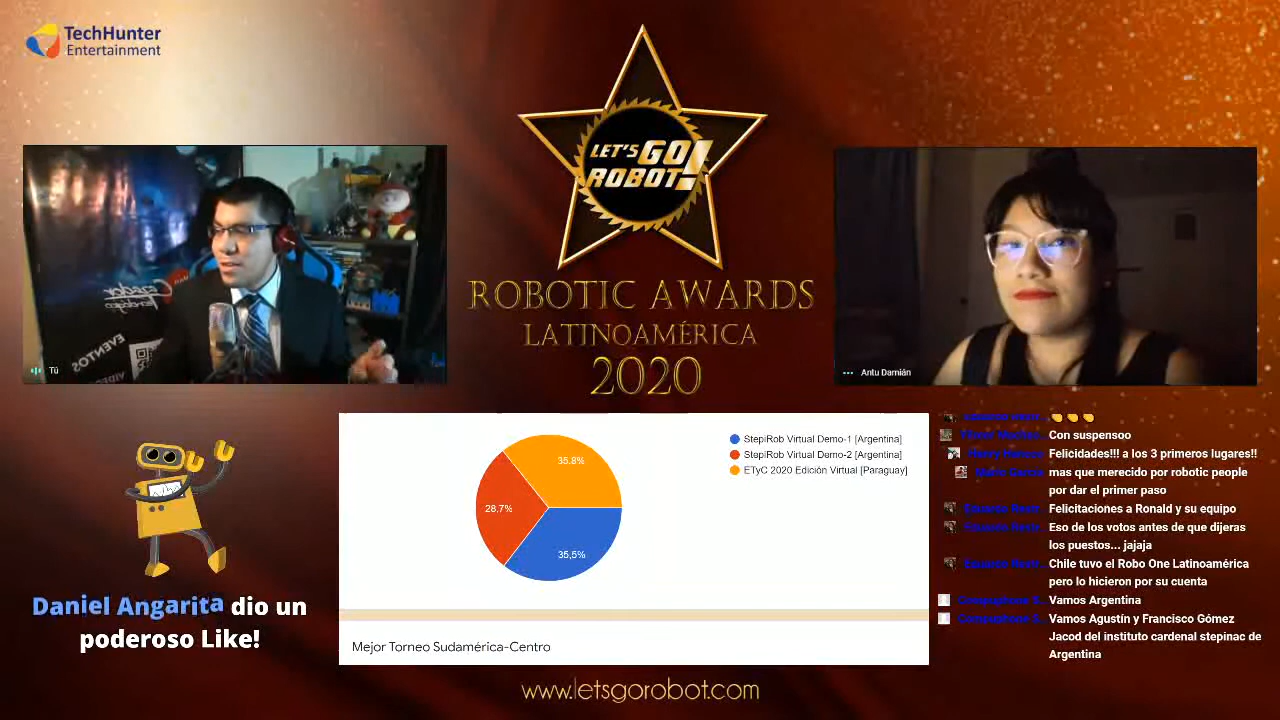 TechHunter
Entertainment
LET'S GO
ROBOT!
ROBOTIC AWARDS
LATINOAMÉRICA
2020
EVENTOS
Tú
Antu Damián
StepiRob Virtual Demo-1 [Argentina]
StepiRob Virtual Demo-2 [Argentina]
ETyC 2020 Edición Virtual [Paraguay]
35.8%
28.7%
35,5%
Mejor Torneo Sudamérica-Centro
Con suspensoo
Felicidades!!! a los 3 primeros lugares!!
mas que merecido por robotic people
por dar el primer paso
Felicitaciones a Ronald y su equipo
Eso de los votos antes de que dijeras
los puestos... jajaja
Chile tuvo el Robo One Latinoamérica
pero lo hicieron por su cuenta
Vamos Argentina
Vamos Agustín y Francisco Gómez
Jacod del instituto cardenal stepinac de
Argentina
Daniel Angarita dio un
poderoso Like!
www.letsgorobot.com